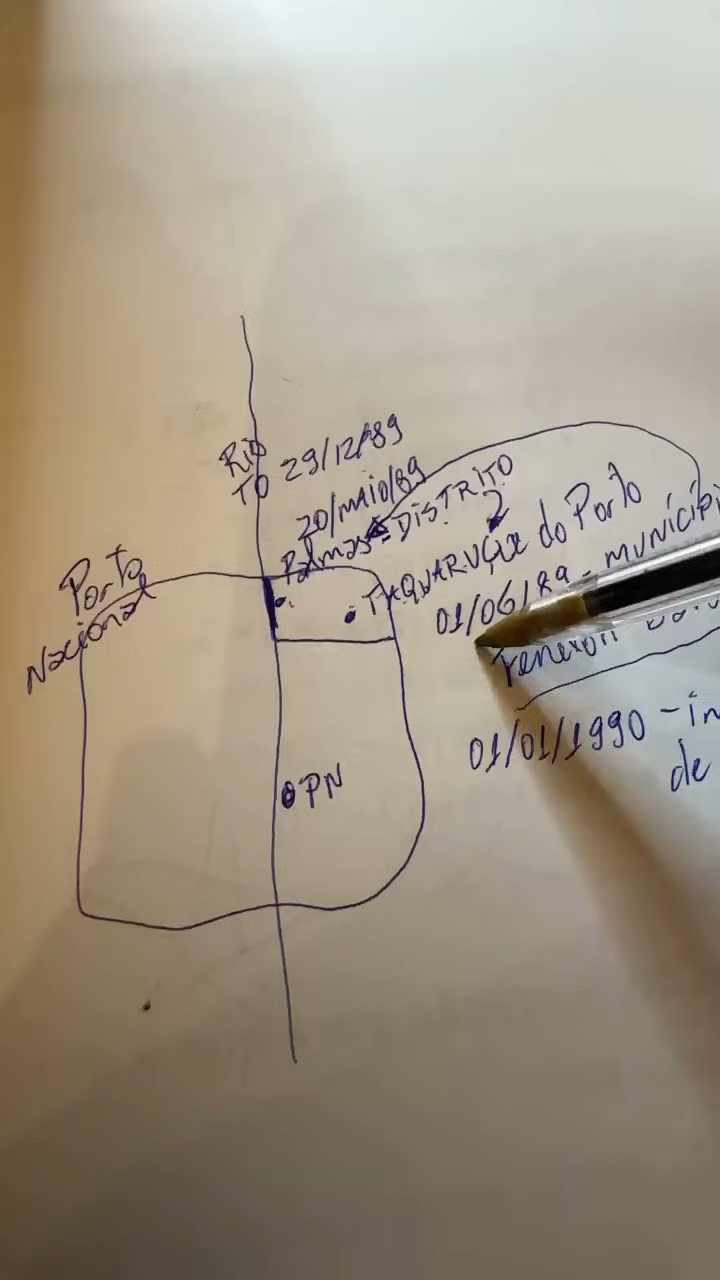 RIO
TO
29/12/89
20/MAIO/89
Palmas - DISTRITO
2
TAQUARUÇU do Porto
01/06/89 - MUNICÍPI
Porto
Nacional
01/01/1990 - in
de
PN